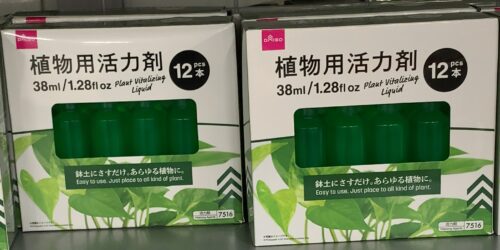 DAISO
植物用活力剤
38ml/1.28fl oz
Plant Vitalizing
Liquid
12 pcs
本
鉢土にさすだけ。あらゆる植物に。
Easy to use. Just place to all kind of plant.
7516
DAISO
植物用活力剤
38ml/1.28fl oz
Plant Vitalizing
Liquid
12 pcs
本
鉢土にさすだけ。あらゆる植物に。
Easy to use. Just place to all kind of plant.
7516